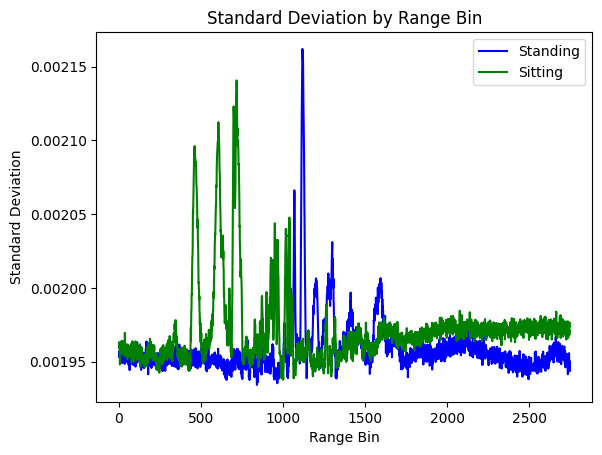 Standard Deviation by Range Bin
Standing
Sitting
0.00215
0.00210
0.00205
0.00200
0.00195
Standard Deviation
0 500 1000 1500 2000 2500
Range Bin